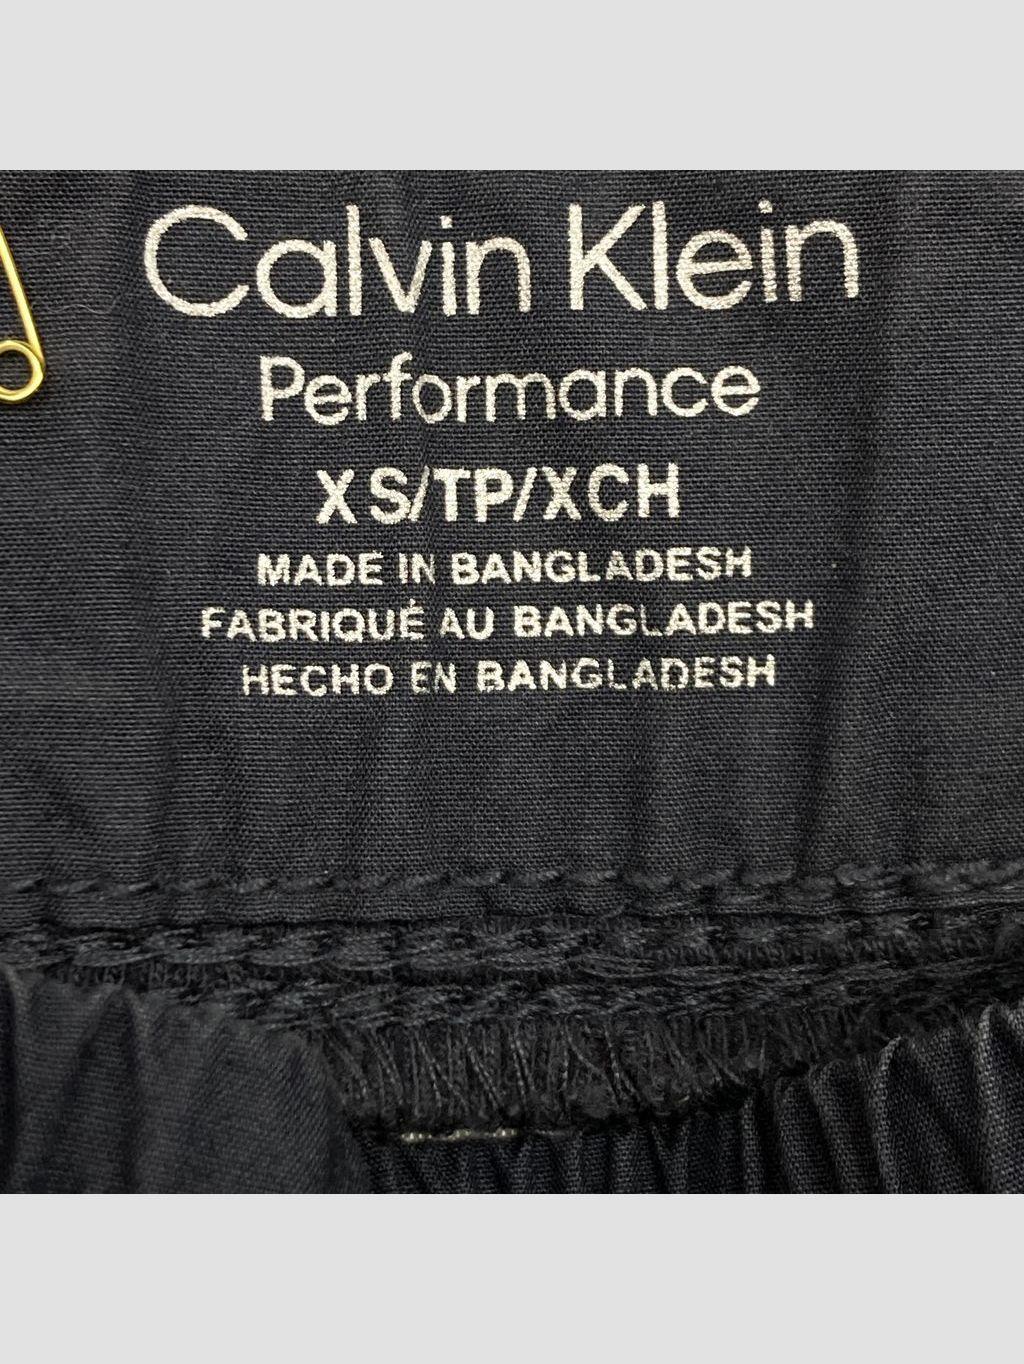 Calvin Klein
Performance
XS/TP/XCH
MADE IN BANGLADESH
FABRIQUÉ AU BANGLADESH
HECHO EN BANGLADESH